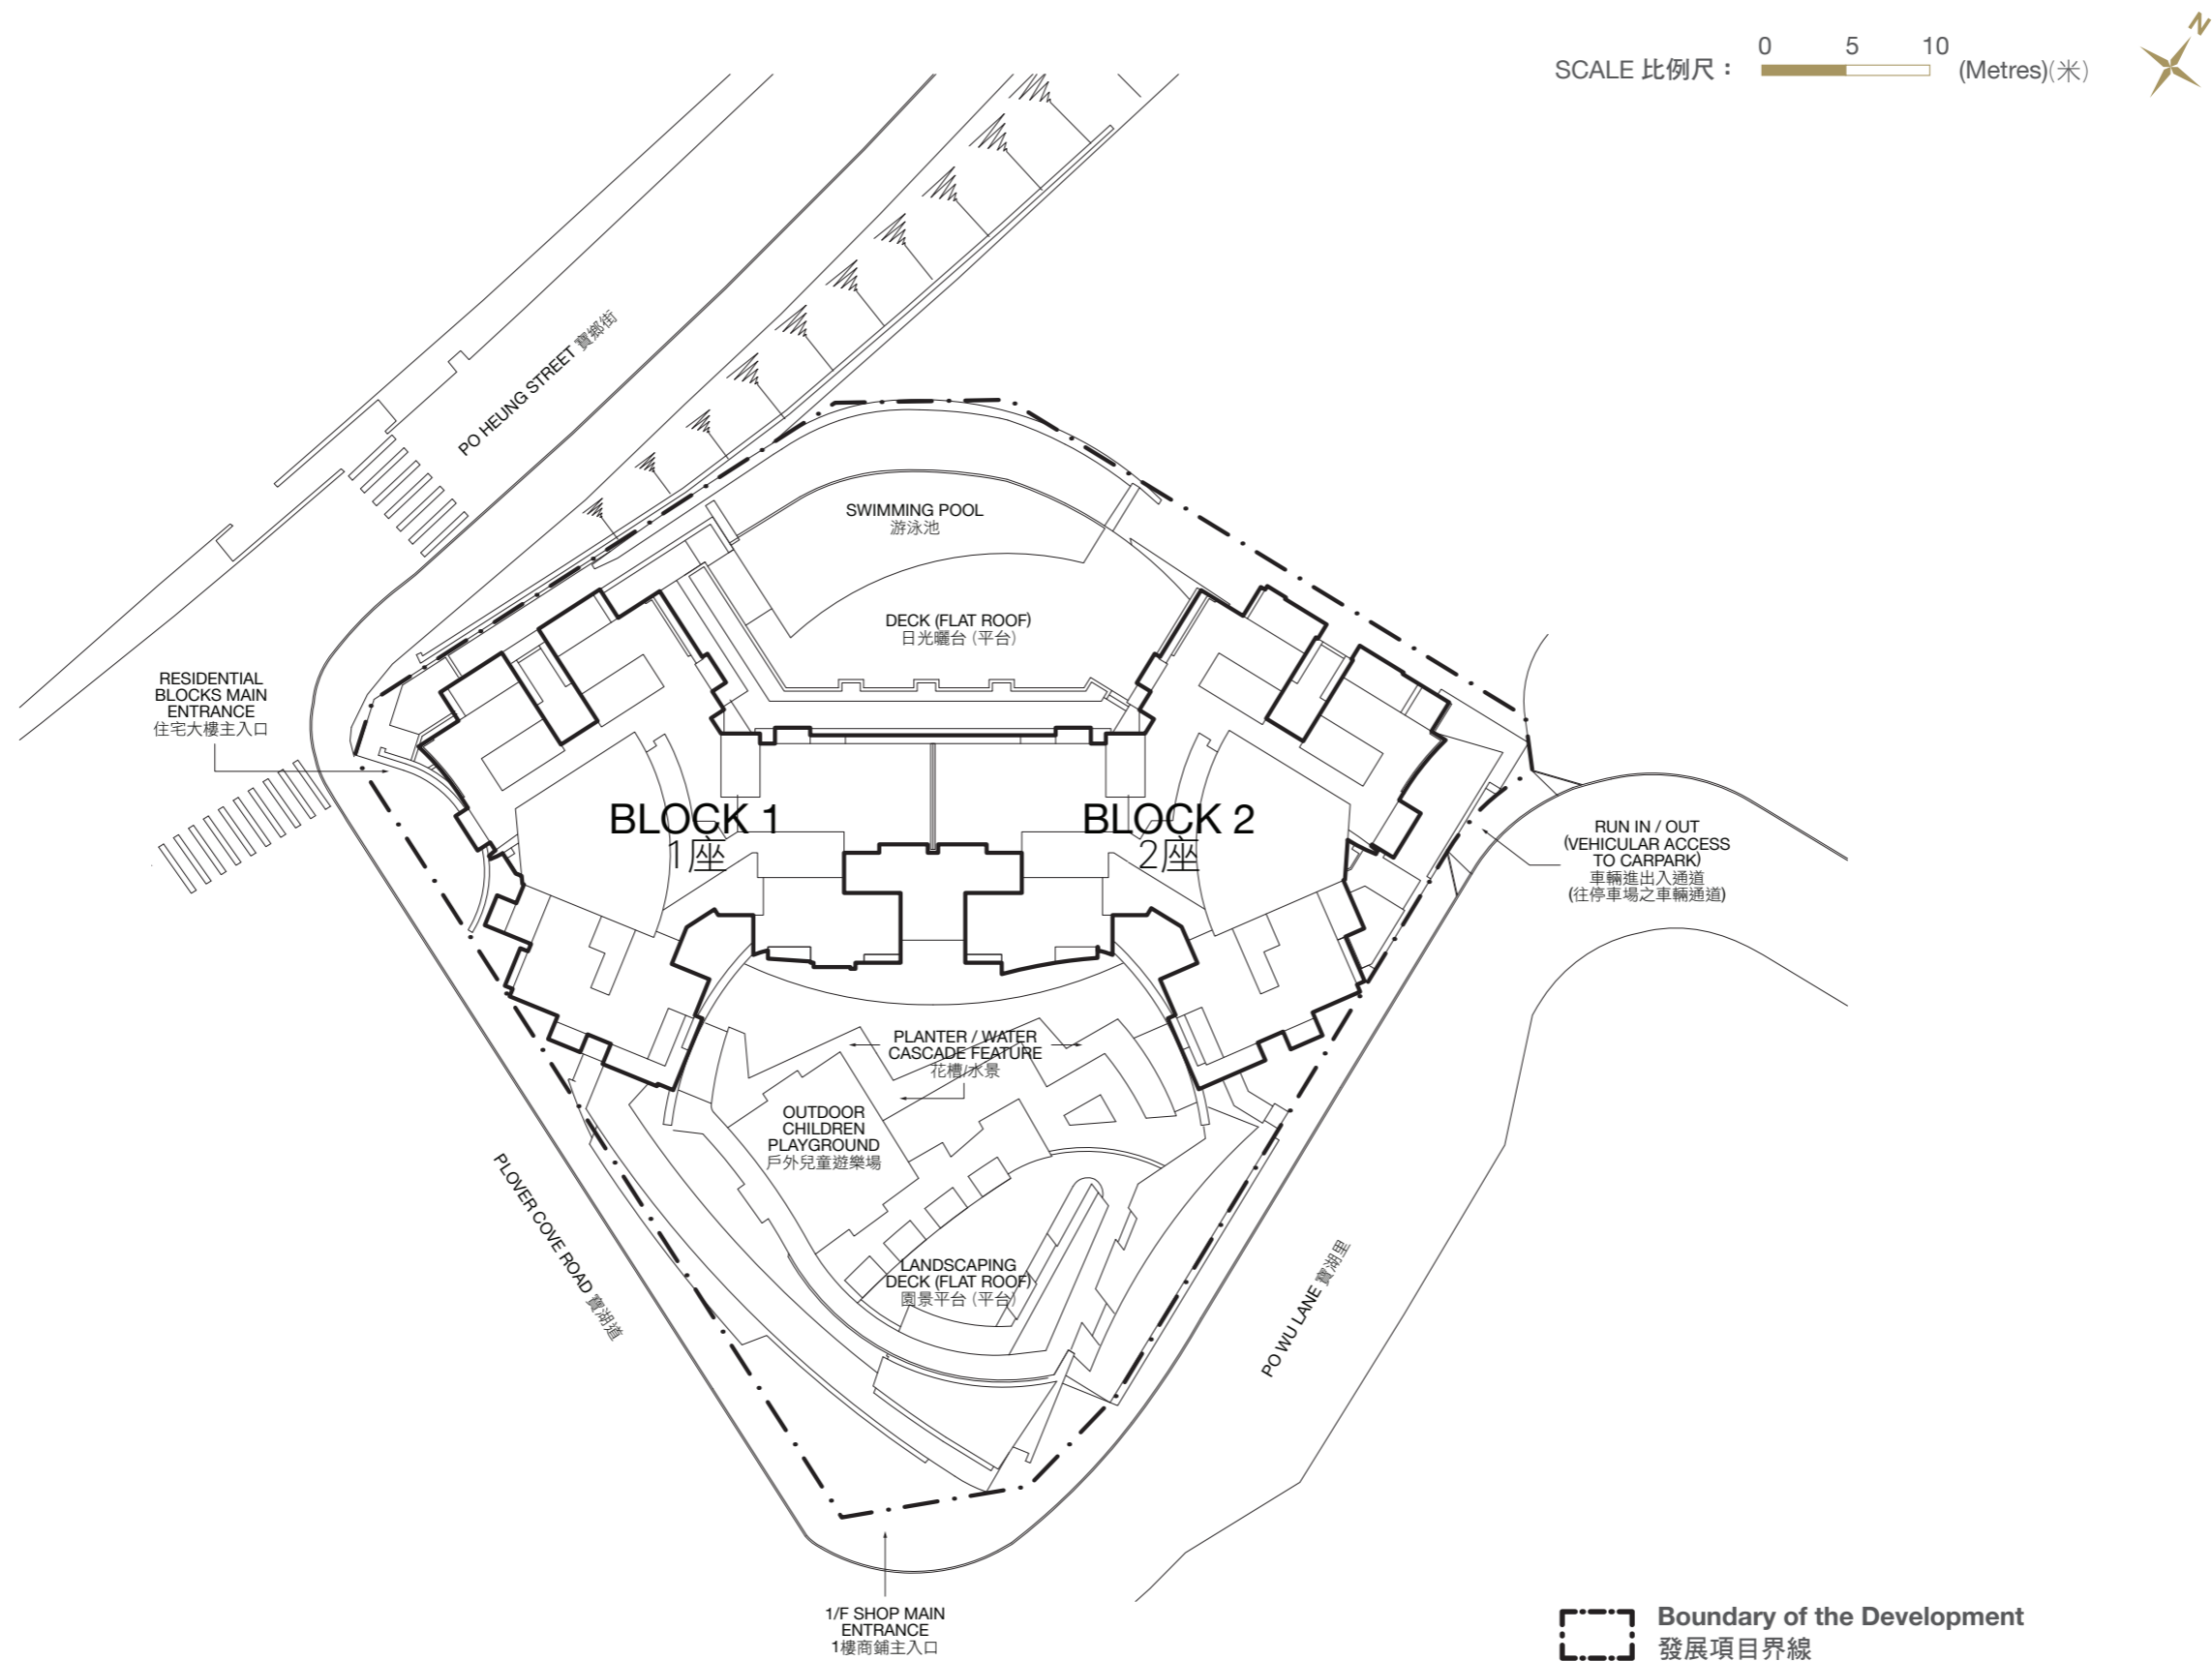 N
0 5 10
SCALE 比例尺： (Metres)(米)
PO HEUNG STREET 寶鄉街
SWIMMING POOL
游泳池
DECK (FLAT ROOF)
日光曬台 (平台)
RESIDENTIAL
BLOCKS MAIN
ENTRANCE
住宅大樓主入口
BLOCK 1
1座
BLOCK 2
2座
RUN IN / OUT
(VEHICULAR ACCESS
TO CARPARK)
車輛進出入通道
(往停車場之車輛通道)
PLANTER / WATER
CASCADE FEATURE
花槽/水景
OUTDOOR
CHILDREN
PLAYGROUND
戶外兒童遊樂場
PLOVER COVE ROAD 寶湖道
LANDSCAPING
DECK (FLAT ROOF)
園景平台 (平台)
PO WU LANE 寶湖里
1/F SHOP MAIN
ENTRANCE
1樓商鋪主入口
Boundary of the Development
發展項目界線